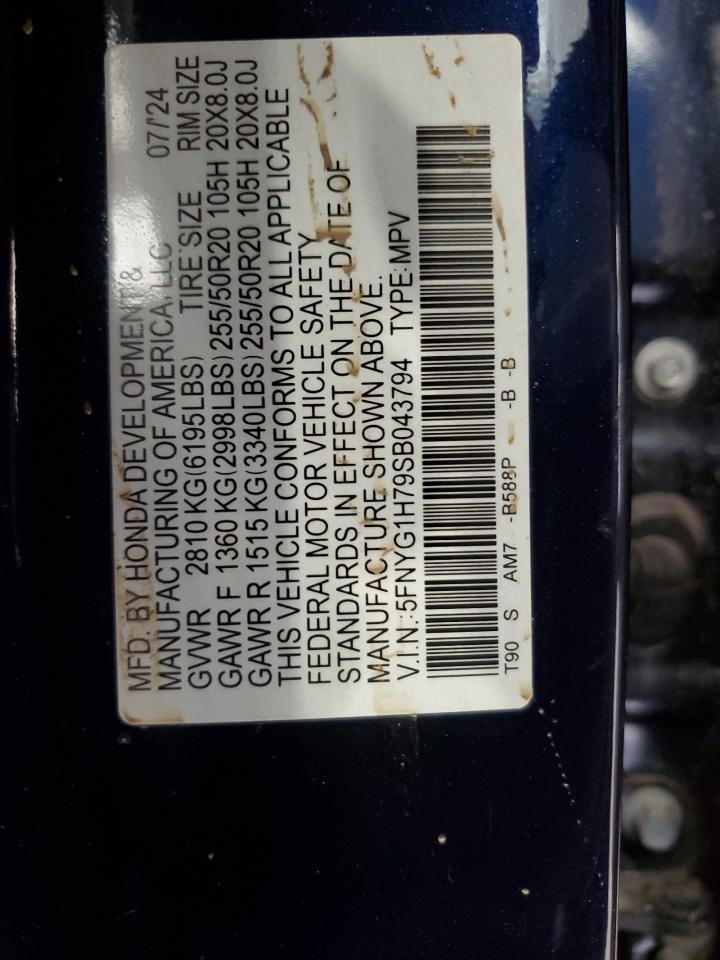 MFD. BY HONDA DEVELOPMENT &
MANUFACTURING OF AMERICA, LLC 07/'24
GVWR 2810 KG(6195LBS) TIRE SIZE RIM SIZE
GAWR F 1360 KG(2998LBS) 255/50R20 105H 20X8.0J
GAWR R 1515 KG(3340LBS) 255/50R20 105H 20X8.0J
THIS VEHICLE CONFORMS TO ALL APPLICABLE
FEDERAL MOTOR VEHICLE SAFETY
STANDARDS IN EFFECT ON THE DATE OF
MANUFACTURE SHOWN ABOVE.
V.I.N.:5FNYG1H79SB043794 TYPE:MPV
T90 S AM7 -B588P -B -B